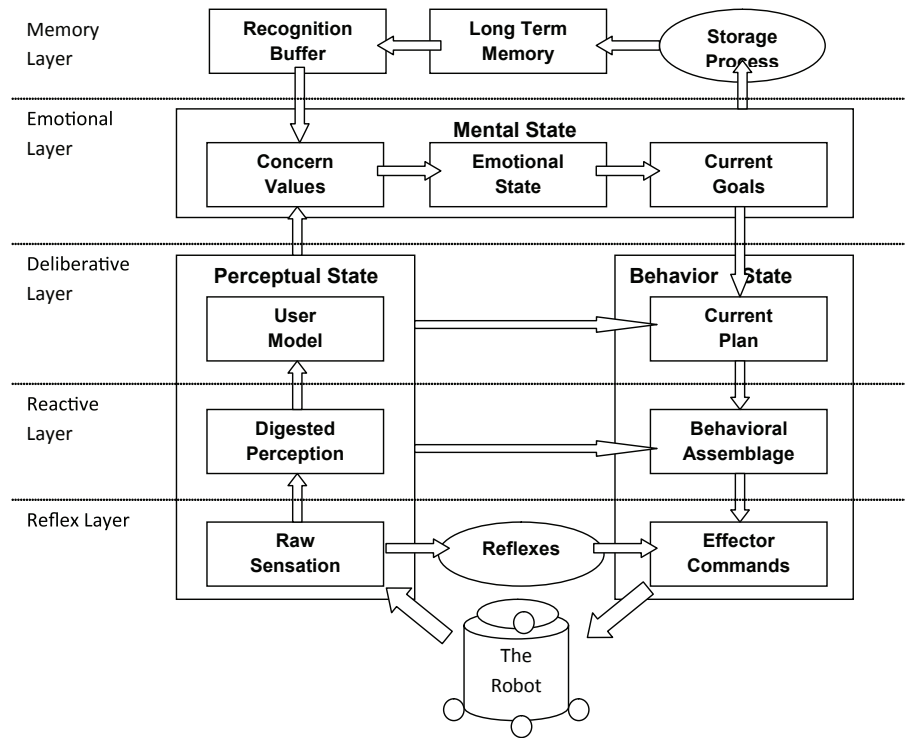 Memory
Layer
Recognition
Buffer
Long Term
Memory
Storage
Process
Emotional
Layer
Mental State
Concern
Values
Emotional
State
Current
Goals
Deliberative
Layer
Perceptual State
Behavior State
User
Model
Current
Plan
Reactive
Layer
Digested
Perception
Behavioral
Assemblage
Reflex Layer
Raw
Sensation
Reflexes
Effector
Commands
The
Robot